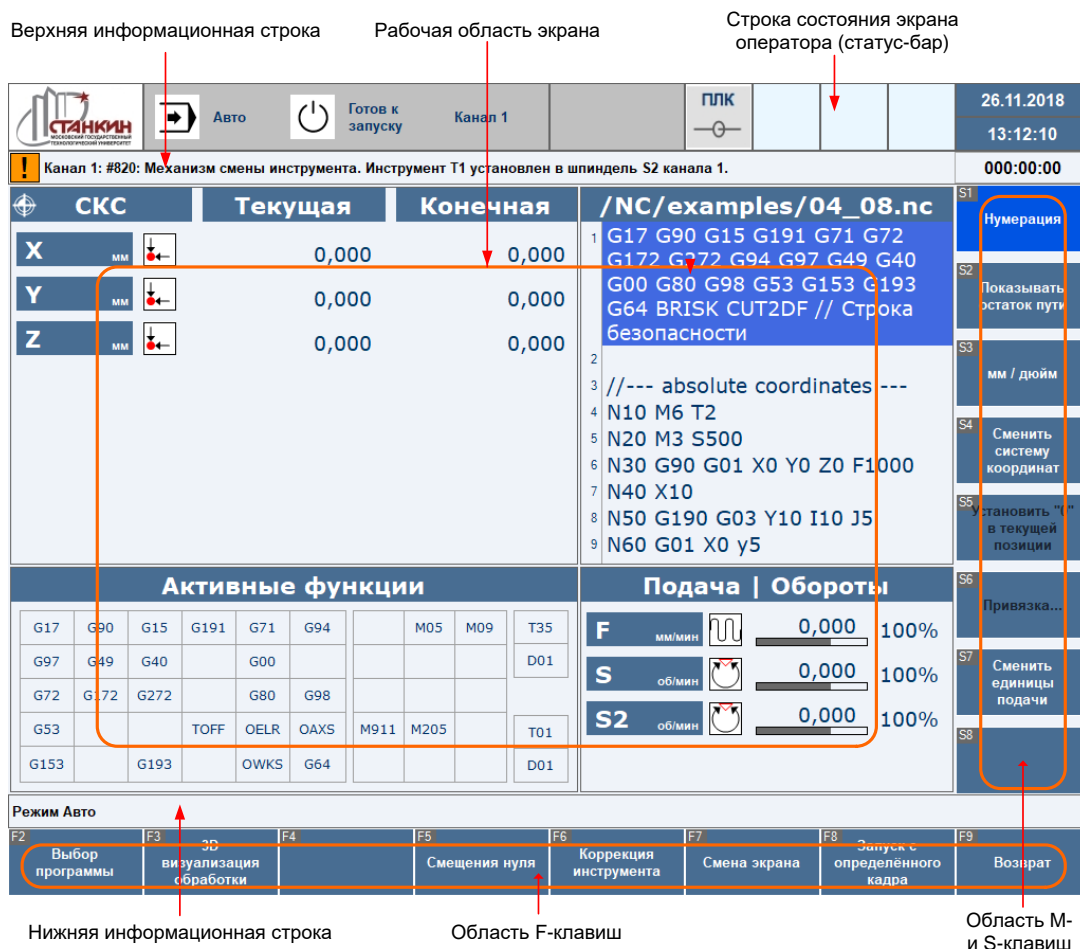 Верхняя информационная строка
Рабочая область экрана
Строка состояния экрана
оператора (статус-бар)
СТАНКИН
МОСКОВСКИЙ ГОСУДАРСТВЕННЫЙ
ТЕХНОЛОГИЧЕСКИЙ УНИВЕРСИТЕТ
Авто
Готов к
запуску
Канал 1
ПЛК
26.11.2018
13:12:10
! Канал 1: #820: Механизм смены инструмента. Инструмент T1 установлен в шпиндель S2 канала 1.
000:00:00
СКС Текущая Конечная
X мм 0,000 0,000
Y мм 0,000 0,000
Z мм 0,000 0,000
/NC/examples/04_08.nc
1 G17 G90 G15 G191 G71 G72
G172 G272 G94 G97 G49 G40
G00 G80 G98 G53 G153 G193
G64 BRISK CUT2DF // Строка
безопасности
2
3 //--- absolute coordinates ---
4 N10 M6 T2
5 N20 M3 S500
6 N30 G90 G01 X0 Y0 Z0 F1000
7 N40 X10
8 N50 G190 G03 Y10 I10 J5
9 N60 G01 X0 y5
S1
Нумерация
S2
Показывать
остаток пути
S3
мм / дюйм
S4
Сменить
систему
координат
S5
Установить "0"
в текущей
позиции
S6
Привязка...
S7
Сменить
единицы
подачи
S8
Активные функции
G17 G90 G15 G191 G71 G94 M05 M09 T35
G97 G49 G40 G00 D01
G72 G172 G272 G80 G98
G53 TOFF OELR OAXS M911 M205 T01
G153 G193 OWKS G64 D01
Подача | Обороты
F мм/мин 0,000 100%
S об/мин 0,000 100%
S2 об/мин 0,000 100%
Режим Авто
F2
Выбор
программы
F3
3D
визуализация
обработки
F4
F5
Смещения нуля
F6
Коррекция
инструмента
F7
Смена экрана
F8
Запуск с
определённого
кадра
F9
Возврат
Нижняя информационная строка
Область F-клавиш
Область M-
и S-клавиш